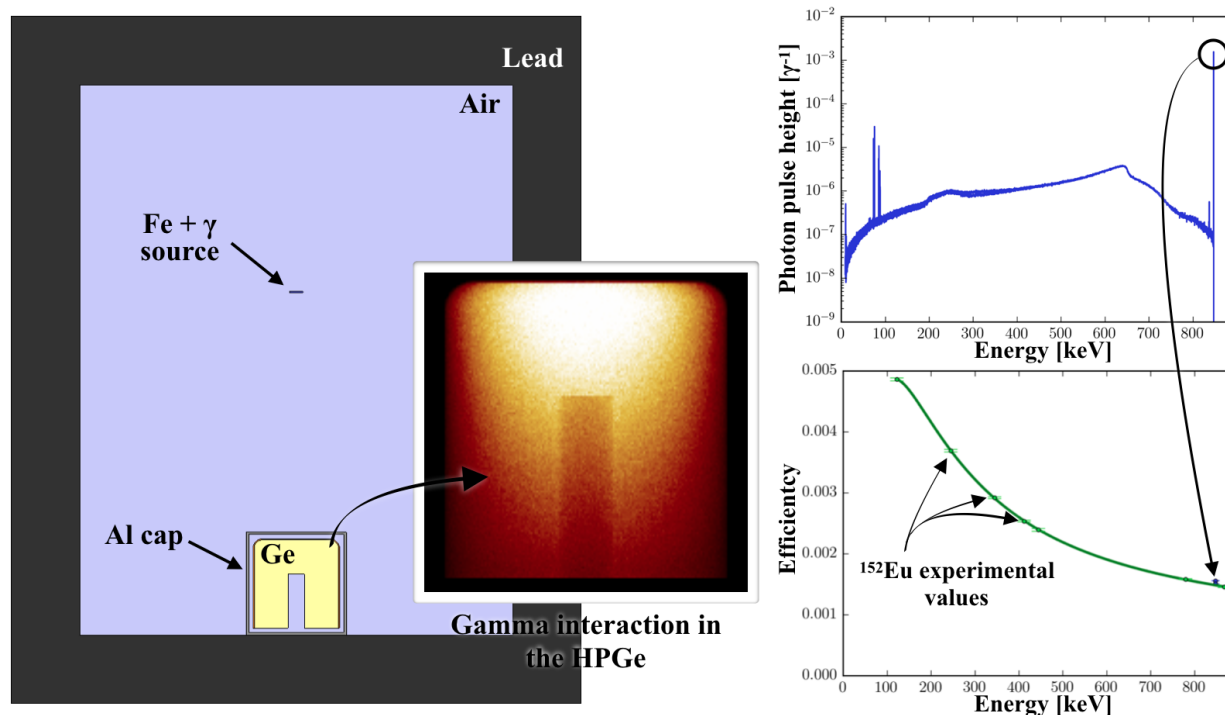 Lead
Air
Fe + γ
source
Al cap
Ge
Gamma interaction in
the HPGe
Photon pulse height [γ⁻¹]
10⁻²
10⁻³
10⁻⁴
10⁻⁵
10⁻⁶
10⁻⁷
10⁻⁸
10⁻⁹
0 100 200 300 400 500 600 700 800
Energy [keV]
Efficientcy
0.005
0.004
0.003
0.002
0.001
0.000
¹⁵²Eu experimental
values
0 100 200 300 400 500 600 700 800
Energy [keV]